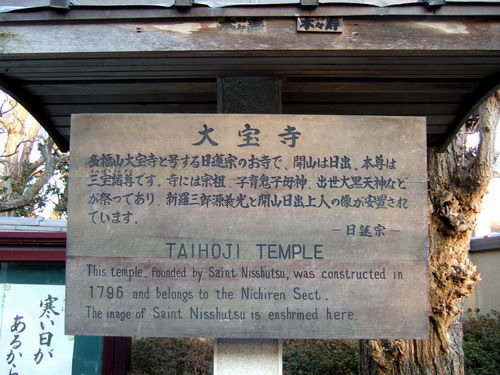 大宝寺
多福山大宝寺と号する日蓮宗のお寺で、開山は日出、本尊は
三宝諸尊です。寺には宗祖、子育鬼子母神、出世大黒天神など
が祭ってあり、新羅三郎源義光と開山日出上人の像が安置され
ています。
－日蓮宗－
TAIHOJI TEMPLE
This temple, founded by Saint Nisshutsu, was constructed in
1796 and belongs to the Nichiren Sect.
The image of Saint Nisshutsu is enshrined here.
寒い日が
あるから